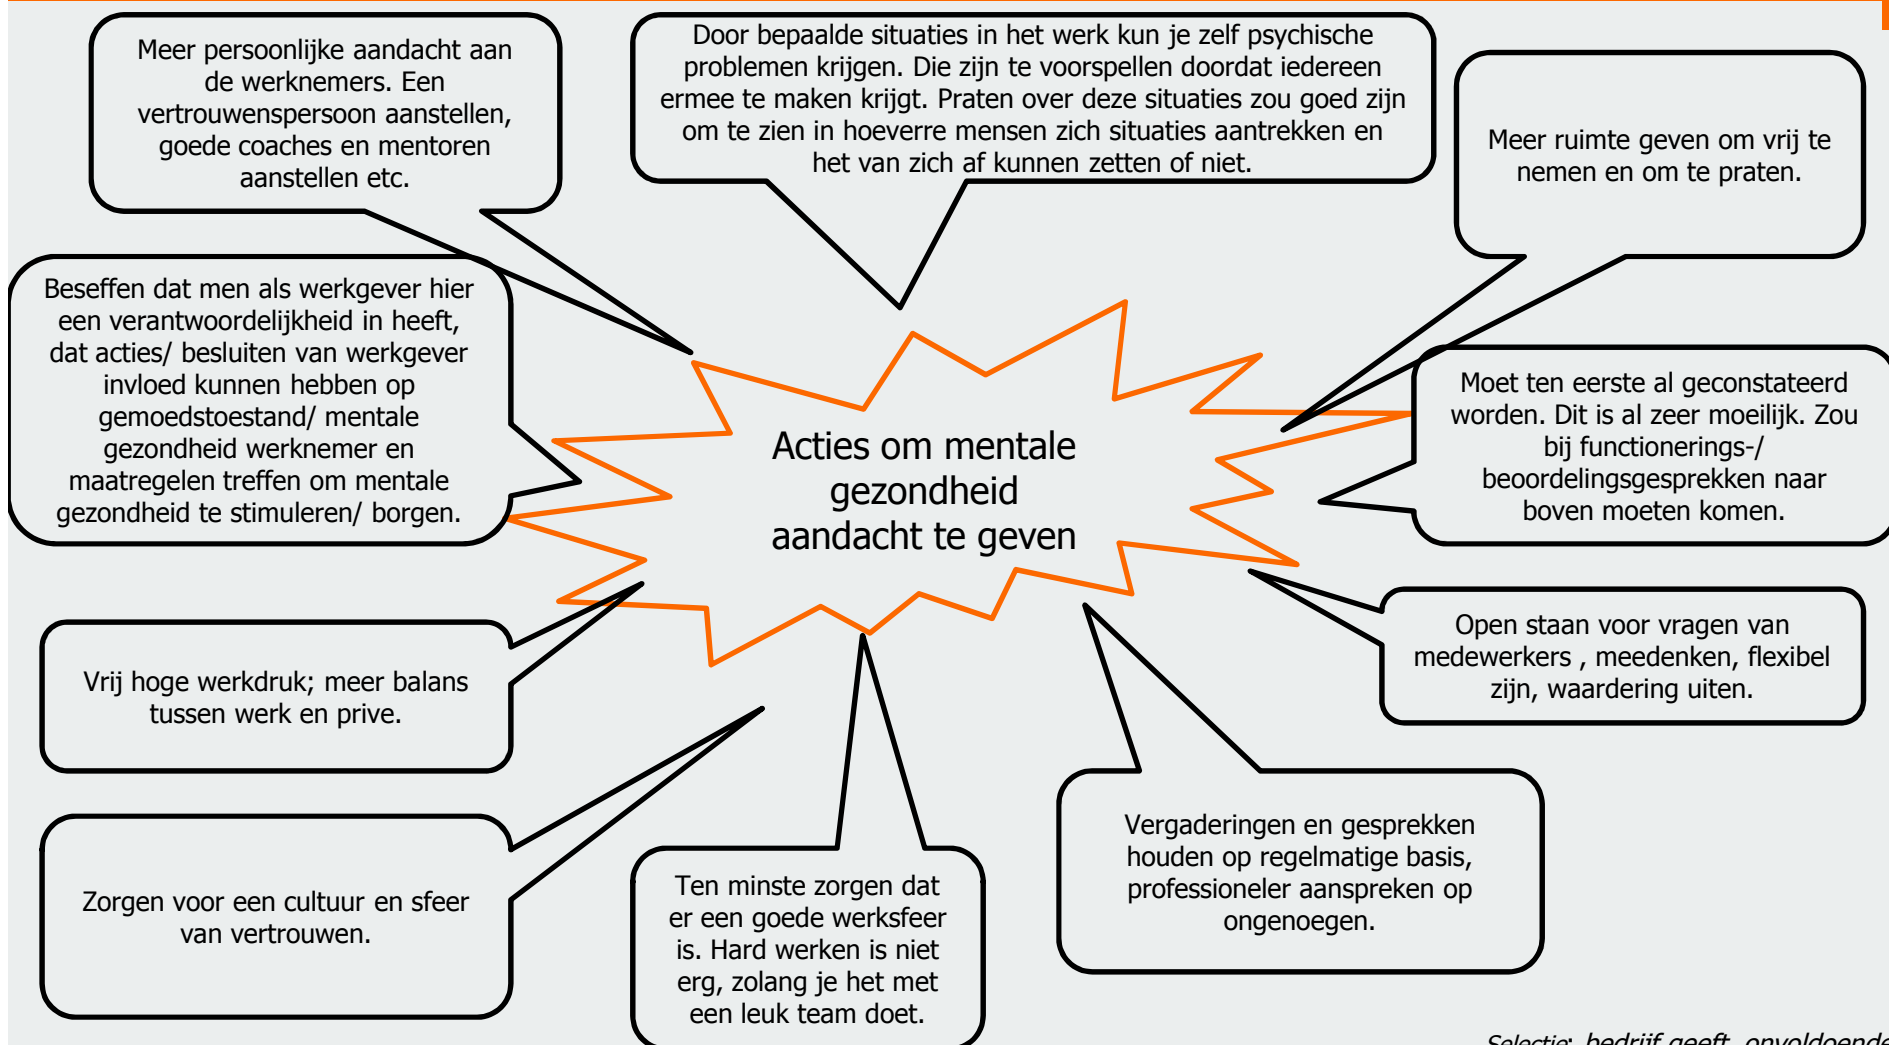 Meer persoonlijke aandacht aan
de werknemers. Een
vertrouwenspersoon aanstellen,
goede coaches en mentoren
aanstellen etc.
Door bepaalde situaties in het werk kun je zelf psychische
problemen krijgen. Die zijn te voorspellen doordat iedereen
ermee te maken krijgt. Praten over deze situaties zou goed zijn
om te zien in hoeverre mensen zich situaties aantrekken en
het van zich af kunnen zetten of niet.
Meer ruimte geven om vrij te
nemen en om te praten.
Beseffen dat men als werkgever hier
een verantwoordelijkheid in heeft,
dat acties/ besluiten van werkgever
invloed kunnen hebben op
gemoedstoestand/ mentale
gezondheid werknemer en
maatregelen treffen om mentale
gezondheid te stimuleren/ borgen.
Acties om mentale
gezondheid
aandacht te geven
Moet ten eerste al geconstateerd
worden. Dit is al zeer moeilijk. Zou
bij functionerings-/
beoordelingsgesprekken naar
boven moeten komen.
Vrij hoge werkdruk; meer balans
tussen werk en prive.
Open staan voor vragen van
medewerkers , meedenken, flexibel
zijn, waardering uiten.
Zorgen voor een cultuur en sfeer
van vertrouwen.
Ten minste zorgen dat
er een goede werksfeer
is. Hard werken is niet
erg, zolang je het met
een leuk team doet.
Vergaderingen en gesprekken
houden op regelmatige basis,
professioneler aanspreken op
ongenoegen.
Selectie: bedrijf geeft onvoldoende